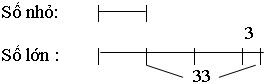 Số nhỏ:
3
Số lớn :
33